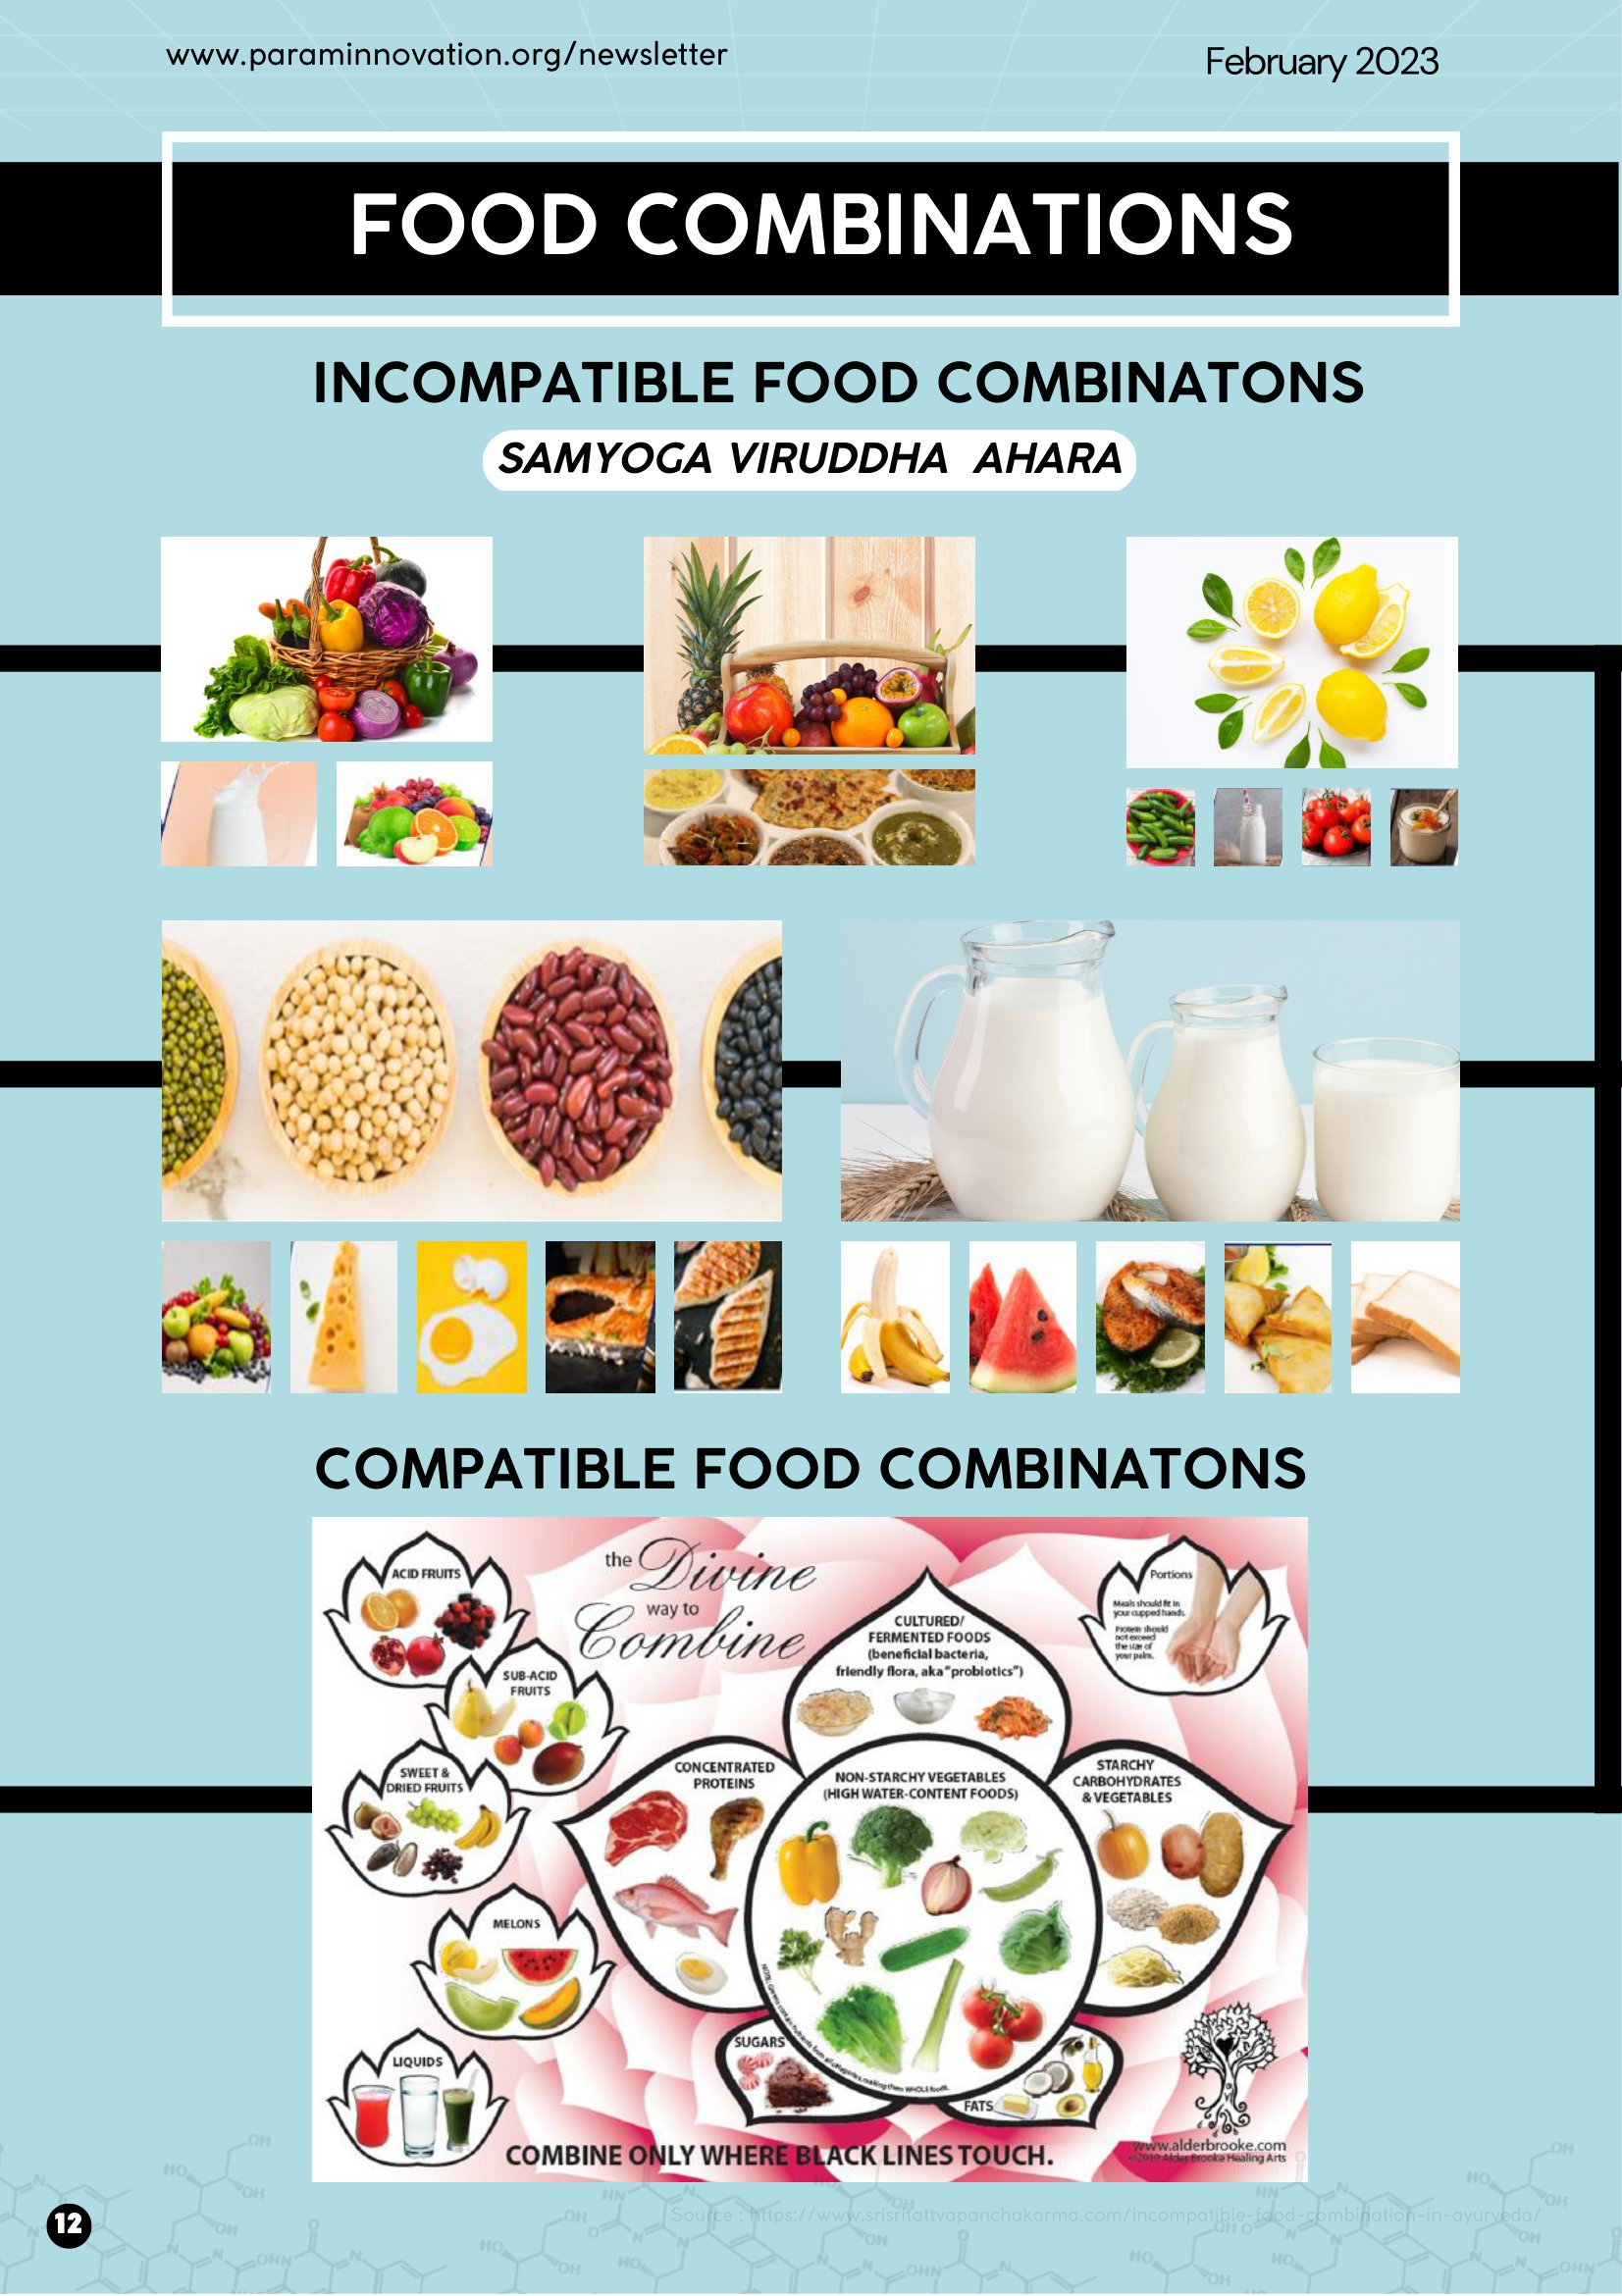 www.paraminnovation.org/newsletter
February 2023
FOOD COMBINATIONS
INCOMPATIBLE FOOD COMBINATONS
SAMYOGA VIRUDDHA AHARA
COMPATIBLE FOOD COMBINATONS
the Divine
way to
Combine
ACID FRUITS
SUB-ACID
FRUITS
SWEET &
DRIED FRUITS
MELONS
LIQUIDS
CULTURED/
FERMENTED FOODS
(beneficial bacteria,
friendly flora, aka "probiotics")
Portions
Meals should fit in
your cupped hands.
Protein should
not exceed
the size of
your palm.
CONCENTRATED
PROTEINS
NON-STARCHY VEGETABLES
(HIGH WATER-CONTENT FOODS)
STARCHY
CARBOHYDRATES
& VEGETABLES
SUGARS
FATS
COMBINE ONLY WHERE BLACK LINES TOUCH.
www.alderbrooke.com
©2010 Alder Brooke Healing Arts
Source : https://www.srisritattvapanchakarma.com/incompatible-food-combination-in-ayurveda/
12